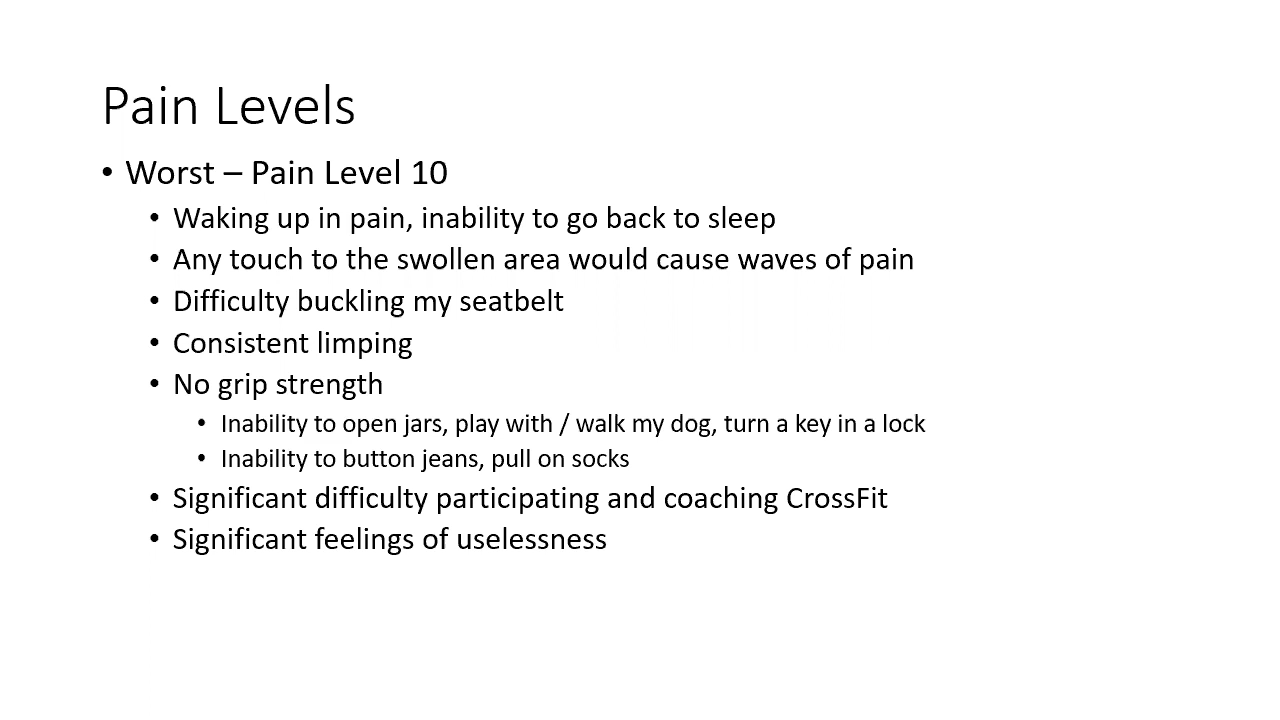 Pain Levels
• Worst – Pain Level 10
• Waking up in pain, inability to go back to sleep
• Any touch to the swollen area would cause waves of pain
• Difficulty buckling my seatbelt
• Consistent limping
• No grip strength
• Inability to open jars, play with / walk my dog, turn a key in a lock
• Inability to button jeans, pull on socks
• Significant difficulty participating and coaching CrossFit
• Significant feelings of uselessness